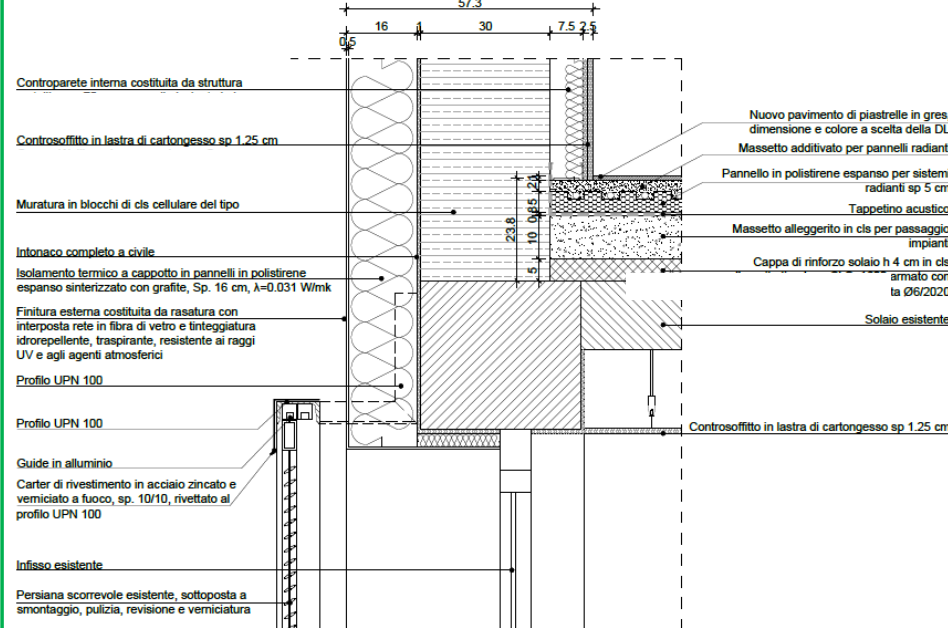 57.3
16
1
30
7.5
2.5
0.5
Controparete interna costituita da struttura
Controsoffitto in lastra di cartongesso sp 1.25 cm
Muratura in blocchi di cls cellulare del tipo
Intonaco completo a civile
Isolamento termico a cappotto in pannelli in polistirene
espanso sinterizzato con grafite, Sp. 16 cm, λ=0.031 W/mk
Finitura esterna costituita da rasatura con
interposta rete in fibra di vetro e tinteggiatura
idrorepellente, traspirante, resistente ai raggi
UV e agli agenti atmosferici
Profilo UPN 100
Profilo UPN 100
Guide in alluminio
Carter di rivestimento in acciaio zincato e
verniciato a fuoco, sp. 10/10, rivettato al
profilo UPN 100
Infisso esistente
Persiana scorrevole esistente, sottoposta a
smontaggio, pulizia, revisione e verniciatura
23.8
10
5
Nuovo pavimento di piastrelle in gres,
dimensione e colore a scelta della DL
Massetto additivato per pannelli radiant
Pannello in polistirene espanso per sistemi
radianti sp 5 cm
Tappetino acustico
Massetto alleggerito in cls per passaggio
impiant
Cappa di rinforzo solaio h 4 cm in cls
armato con
ta Ø6/2020
Solaio esistente
Controsoffitto in lastra di cartongesso sp 1.25 cm